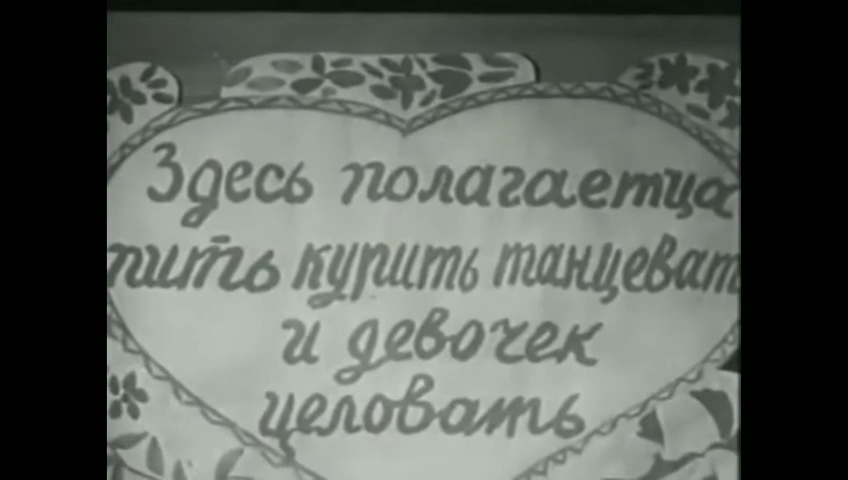 Здесь полагаетца
пить курить танцеват
и девочек
целовать